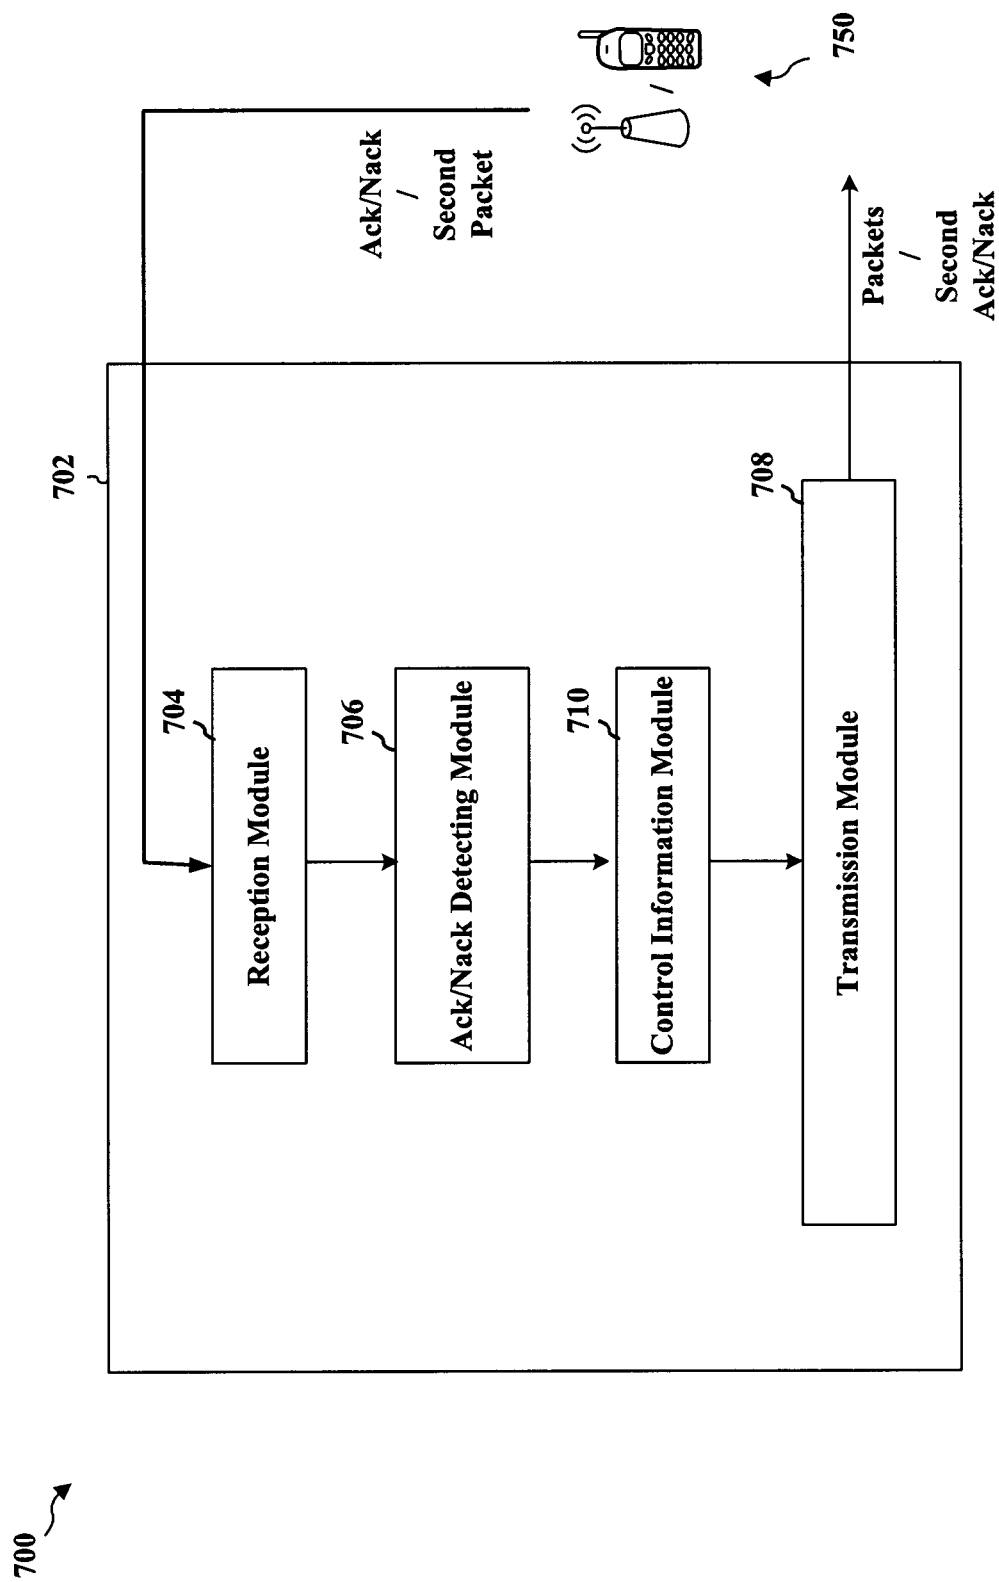 700
702
Ack/Nack
/
Second
Packet
704
Reception Module
706
Ack/Nack Detecting Module
710
Control Information Module
708
Transmission Module
/
750
Packets
/
Second
Ack/Nack